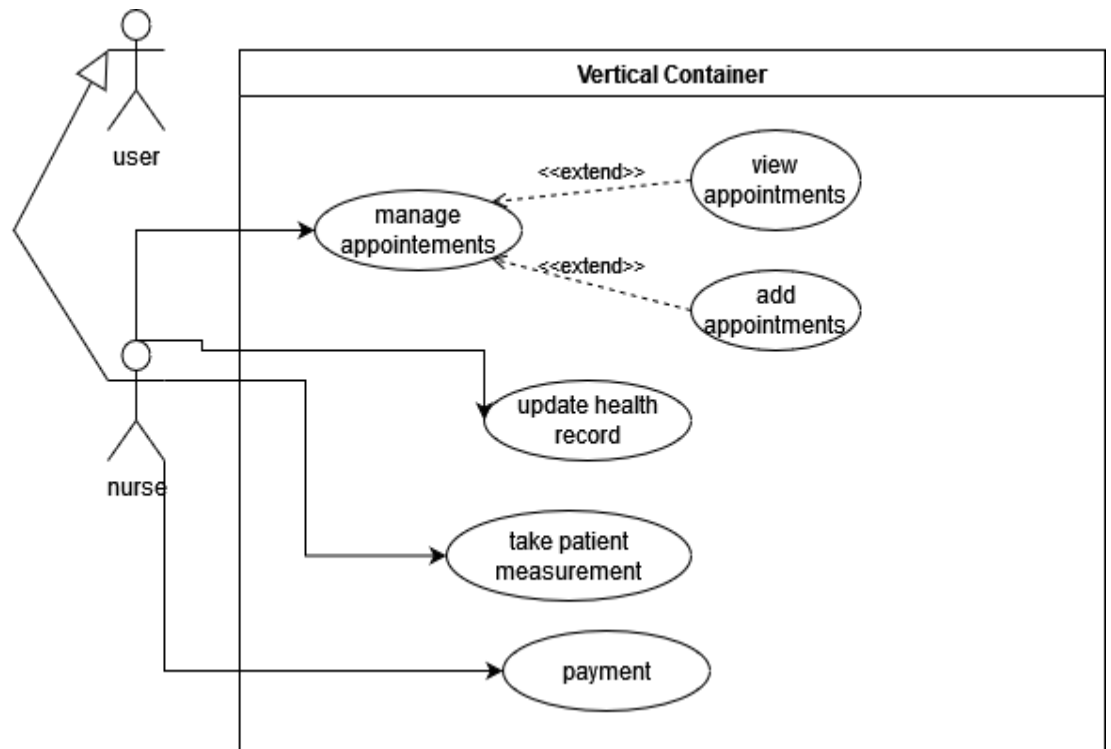 user
Vertical Container
<<extend>>
view
appointments
manage
appointements
<<extend>>
add
appointments
nurse
update health
record
take patient
measurement
payment